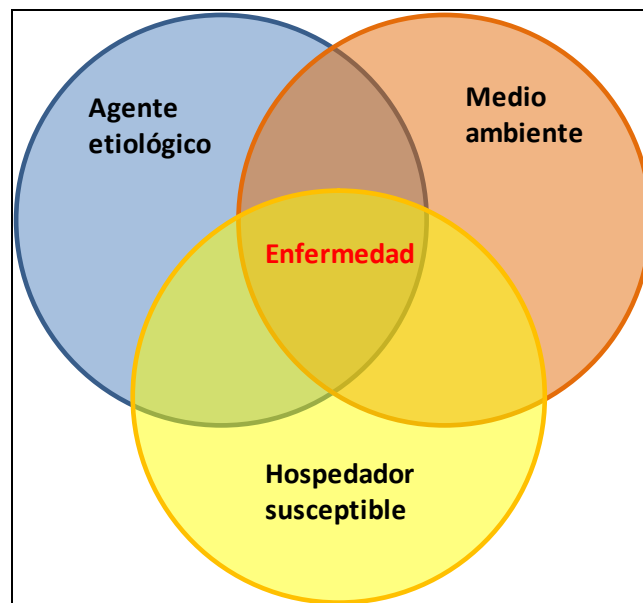 Agente
etiológico
Medio
ambiente
Enfermedad
Hospedador
susceptible